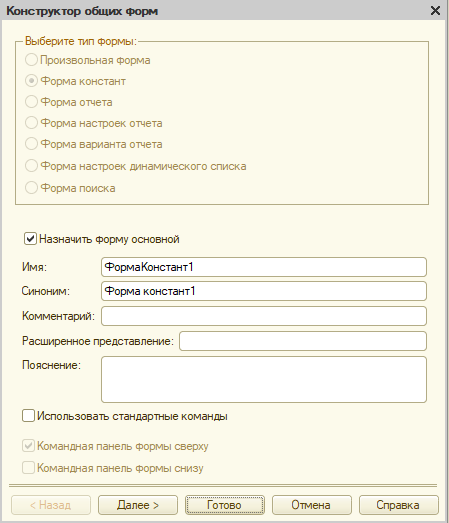 Конструктор общих форм
Выберите тип формы:
Произвольная форма
Форма констант
Форма отчета
Форма настроек отчета
Форма варианта отчета
Форма настроек динамического списка
Форма поиска
Назначить форму основной
Имя: ФормаКонстант1
Синоним: Форма констант1
Комментарий:
Расширенное представление:
Пояснение:
Использовать стандартные команды
Командная панель формы сверху
Командная панель формы снизу
< Назад Далее > Готово Отмена Справка